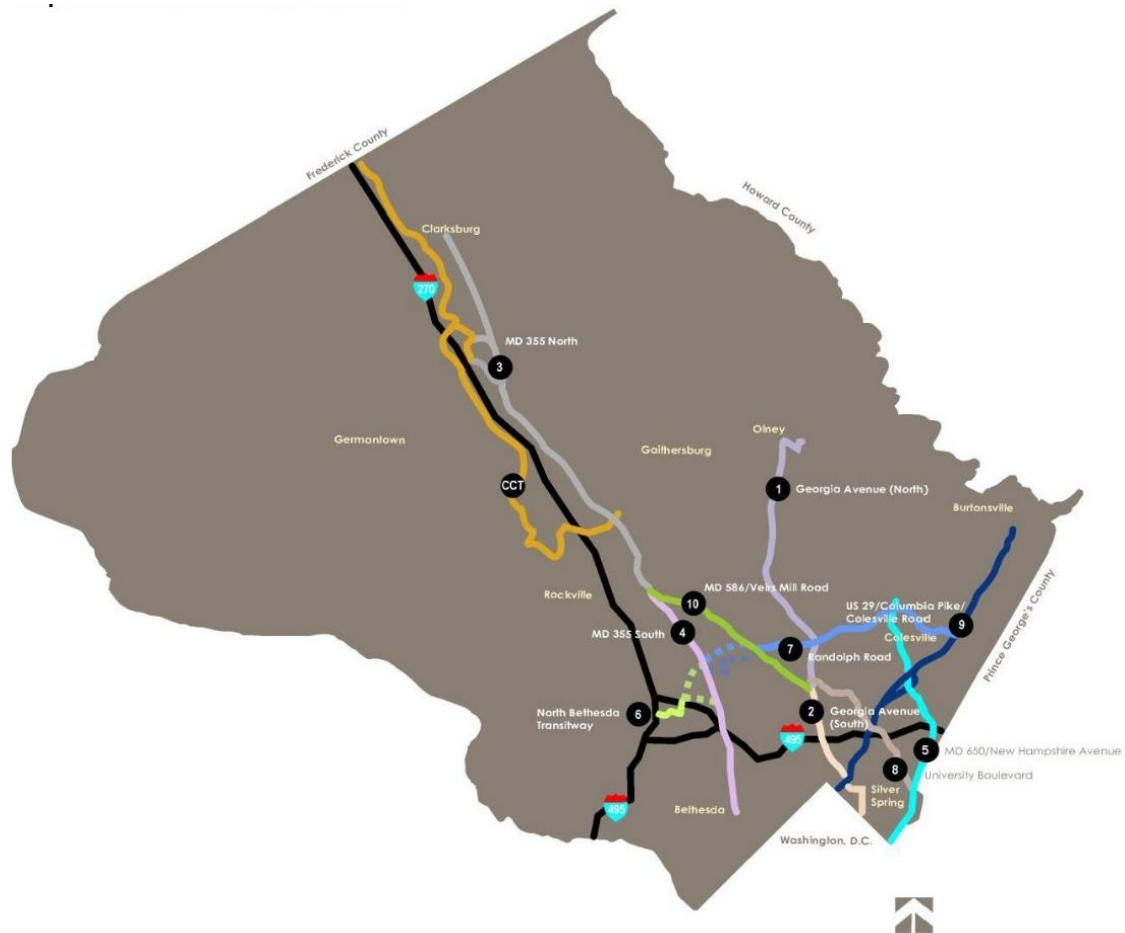 Frederick County
Howard County
Clarksburg
270
MD 355 North
3
Germantown
Gaithersburg
Olney
CCT
1
Georgia Avenue (North)
Burtonsville
MD 586/Veirs Mill Road
Rockville
10
US 29/Columbia Pike/
Colesville Road
MD 355 South
4
9
Colesville
7
Randolph Road
Prince George's County
North Bethesda
Transitway
6
2
Georgia Avenue
(South)
495
5
MD 650/New Hampshire Avenue
8
University Boulevard
Silver
Spring
495
Bethesda
Washington, D.C.